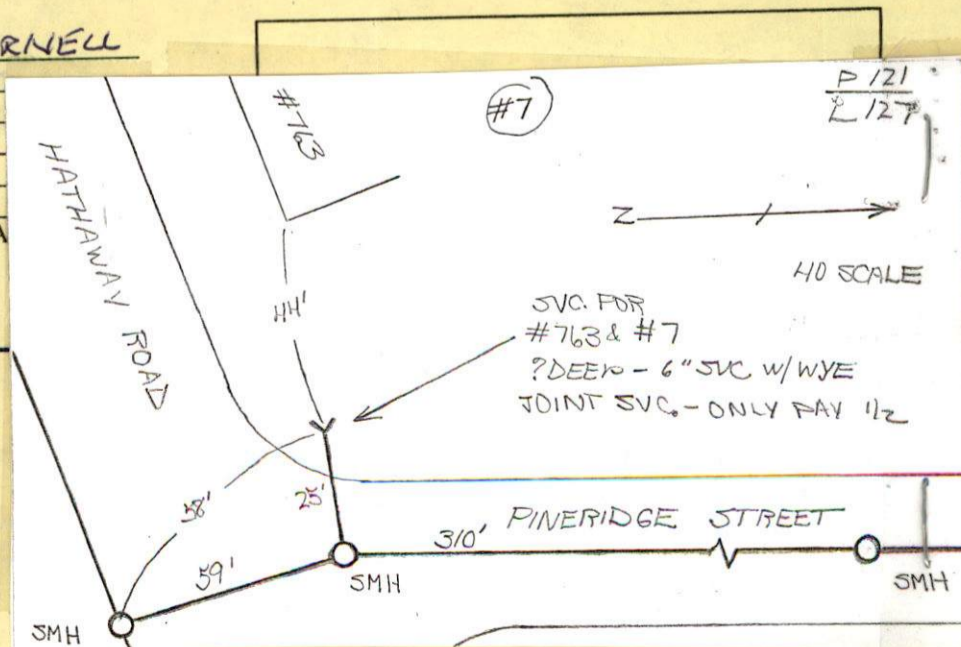 RNELL
P 121
L 127
#7
#763
HATHAWAY ROAD
40 SCALE
44'
SVC. FOR
#763 & #7
?DEEP - 6" SVC W/WYE
JOINT SVC. - ONLY PAY 1/2
58'
25'
59'
310'
PINERIDGE STREET
SMH
SMH
SMH